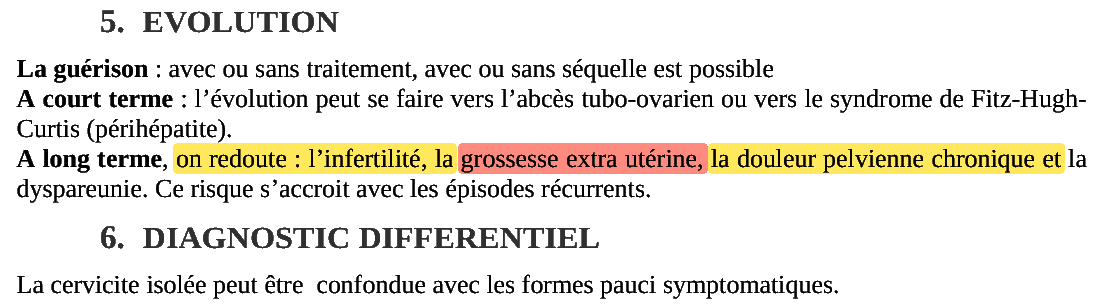 5. EVOLUTION
La guérison : avec ou sans traitement, avec ou sans séquelle est possible
A court terme : l’évolution peut se faire vers l’abcès tubo-ovarien ou vers le syndrome de Fitz-Hugh-
Curtis (périhépatite).
A long terme, on redoute : l’infertilité, la grossesse extra utérine, la douleur pelvienne chronique et la
dyspareunie. Ce risque s’accroit avec les épisodes récurrents.
6. DIAGNOSTIC DIFFERENTIEL
La cervicite isolée peut être  confondue avec les formes pauci symptomatiques.